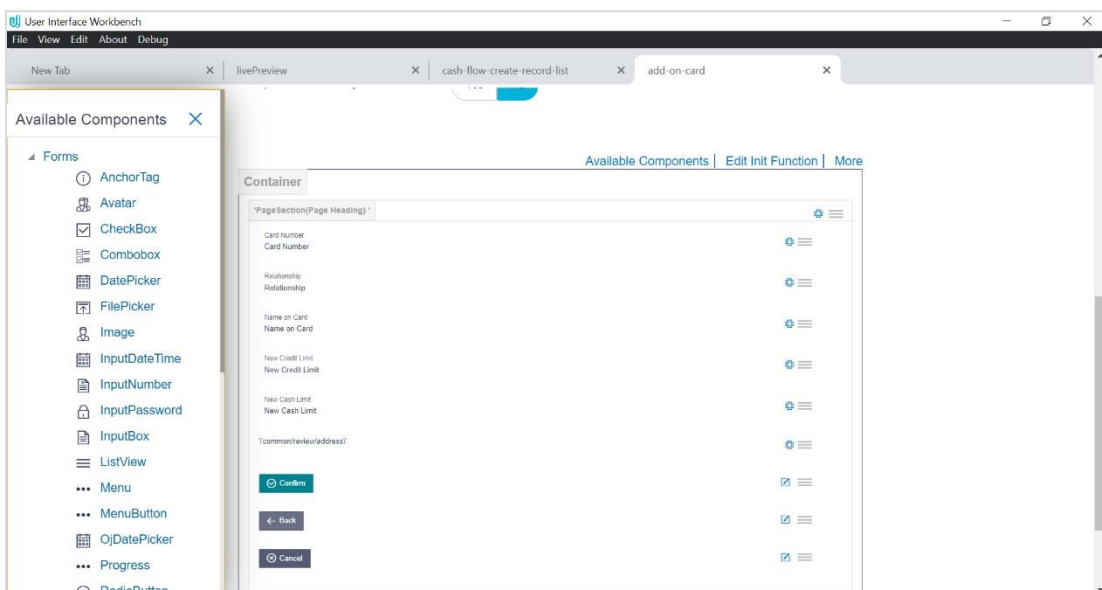 User Interface Workbench
File View Edit About Debug
New Tab
livePreview
cash-flow-create-record-list
add-on-card
Available Components
Forms
AnchorTag
Avatar
CheckBox
Combobox
DatePicker
FilePicker
Image
InputDateTime
InputNumber
InputPassword
InputBox
ListView
Menu
MenuButton
OjDatePicker
Progress
RadioButton
Available Components | Edit Init Function | More
Container
'PageSection(Page Heading) '
Card Number
Card Number
Relationship
Relationship
Name on Card
Name on Card
New Credit Limit
New Credit Limit
New Cash Limit
New Cash Limit
\'common/review/address\'
Confirm
Back
Cancel